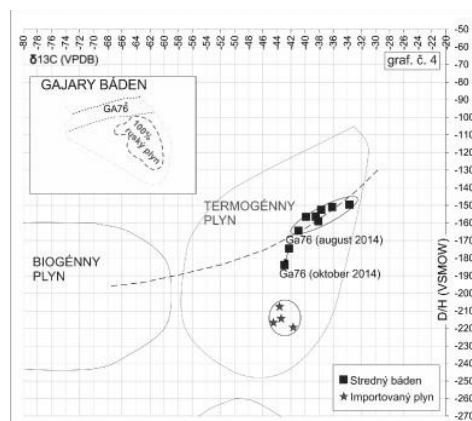 -80 -78 -76 -74 -72 -70 -68 -66 -64 -62 -60 -58 -56 -54 -52 -50 -48 -46 -44 -42 -40 -38 -36 -34 -32 -30 -28 -26 -24 -22 -20
δ13C (VPDB)
graf. č. 4
GAJARY BÁDEN
GA76
100%
ruský plyn
TERMOGÉNNY
PLYN
Ga76 (august 2014)
BIOGÉNNY
PLYN
Ga76 (oktober 2014)
Stredný báden
Importovaný plyn
-50
-60
-70
-80
-90
-100
-110
-120
-130
-140
-150
-160
-170
-180
-190
-200
-210
-220
-230
-240
-250
-260
-270
D/H (VSMOW)